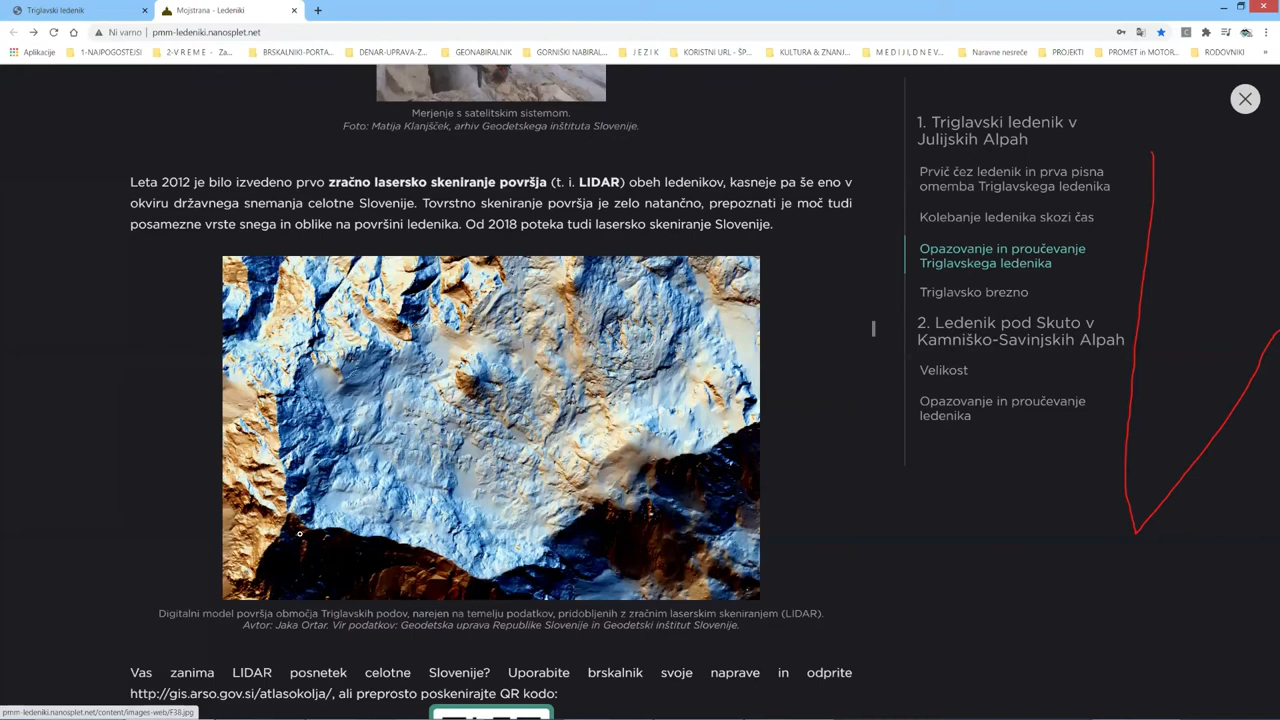 Triglavski ledenik
Mojstrana - Ledeniki
Ni varno | pmm-ledeniki.nanosplet.net
Aplikacije 1-NAJPOGOSTEJSI 2-V R E M E - Za... BRSKALNIKI-PORTA... DENAR-UPRAVA-Z... GEONABIRALNIK GORNIŠKI NABIRAL... J E Z I K KORISTNI URL - ŠP... KULTURA & ZNANJ... M E D I J I, D N E V... Naravne nesreče PROJEKTI PROMET in MOTOR... RODOVNIKI »
Merjenje s satelitskim sistemom.
Foto: Matija Klanjšček, arhiv Geodetskega inštituta Slovenije.
Leta 2012 je bilo izvedeno prvo zračno lasersko skeniranje površja (t. i. LIDAR) obeh ledenikov, kasneje pa še eno v
okviru državnega snemanja celotne Slovenije. Tovrstno skeniranje površja je zelo natančno, prepoznati je moč tudi
posamezne vrste snega in oblike na površini ledenika. Od 2018 poteka tudi lasersko skeniranje Slovenije.
Digitalni model površja območja Triglavskih podov, narejen na temelju podatkov, pridobljenih z zračnim laserskim skeniranjem (LIDAR).
Avtor: Jaka Ortar. Vir podatkov: Geodetska uprava Republike Slovenije in Geodetski inštitut Slovenije.
Vas zanima LIDAR posnetek celotne Slovenije? Uporabite brskalnik svoje naprave in odprite
http://gis.arso.gov.si/atlasokolja/, ali preprosto poskenirajte QR kodo:
1. Triglavski ledenik v
Julijskih Alpah
Prvič čez ledenik in prva pisna
omemba Triglavskega ledenika
Kolebanje ledenika skozi čas
Opazovanje in proučevanje
Triglavskega ledenika
Triglavsko brezno
2. Ledenik pod Skuto v
Kamniško-Savinjskih Alpah
Velikost
Opazovanje in proučevanje
ledenika
pmm-ledeniki.nanosplet.net/content/images-web/F38.jpg